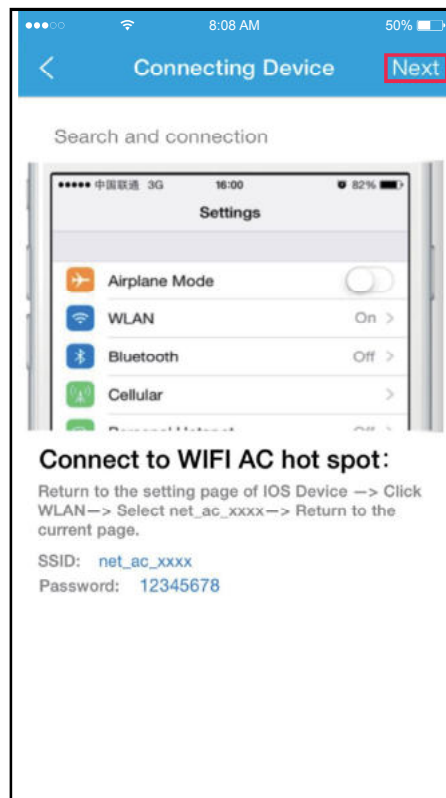 8:08 AM 50%
Connecting Device Next
Search and connection
中国联通 3G 16:00 82%
Settings
Airplane Mode
WLAN On
Bluetooth Off
Cellular
Connect to WIFI AC hot spot:
Return to the setting page of IOS Device —> Click
WLAN—> Select net_ac_xxxx—> Return to the
current page.
SSID: net_ac_xxxx
Password: 12345678